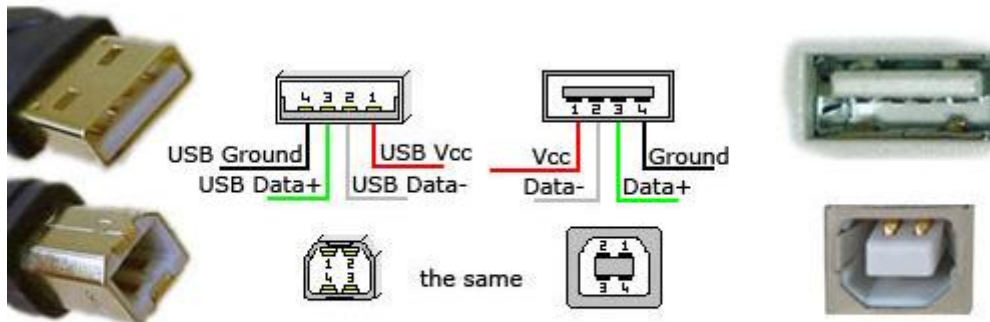 4 3 2 1
1 2 3 4
USB Ground
USB Vcc
Vcc
Ground
USB Data+
USB Data-
Data-
Data+
1 2
4 3
the same
2 1
3 4